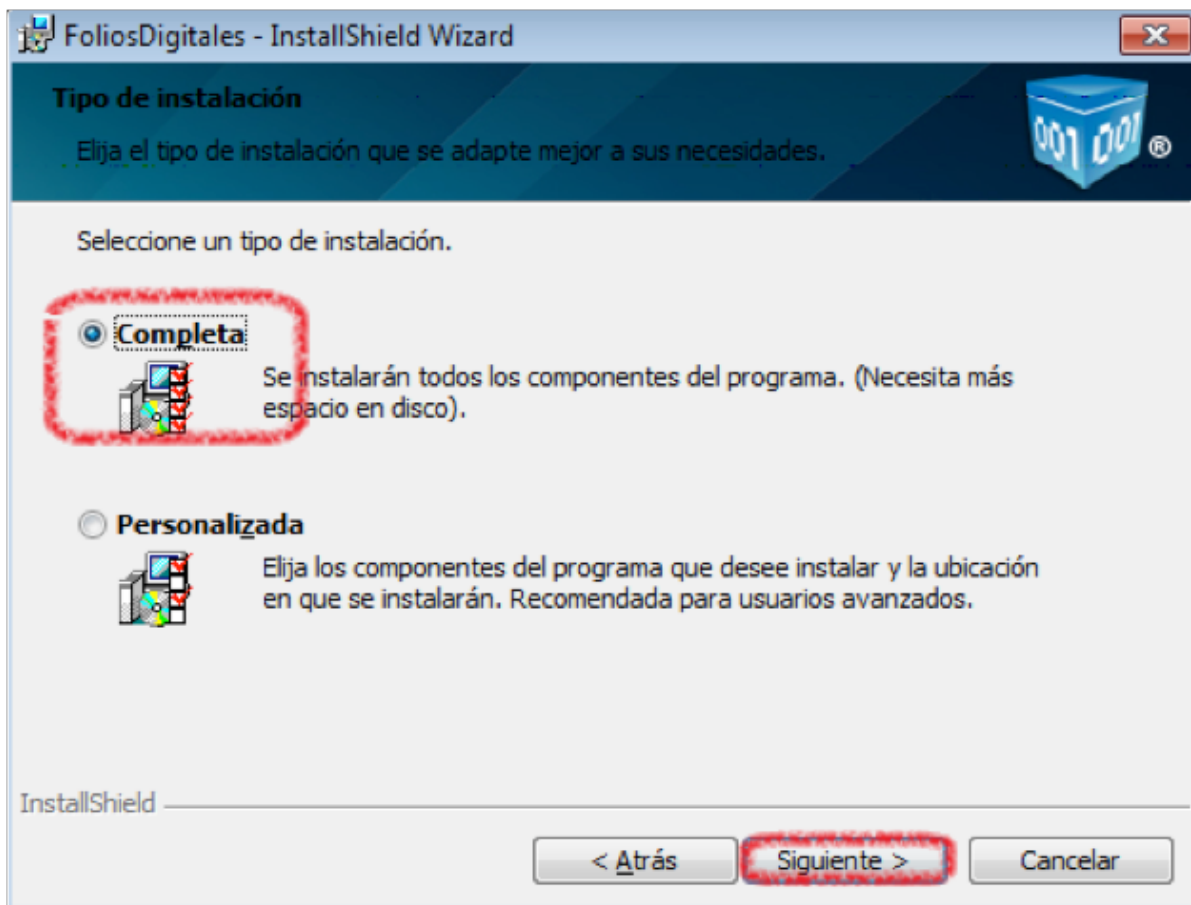 FoliosDigitales - InstallShield Wizard
Tipo de instalación
Elija el tipo de instalación que se adapte mejor a sus necesidades.
001 001 ®
Seleccione un tipo de instalación.
Completa
Se instalarán todos los componentes del programa. (Necesita más
espacio en disco).
Personalizada
Elija los componentes del programa que desee instalar y la ubicación
en que se instalarán. Recomendada para usuarios avanzados.
InstallShield
< Atrás
Siguiente >
Cancelar